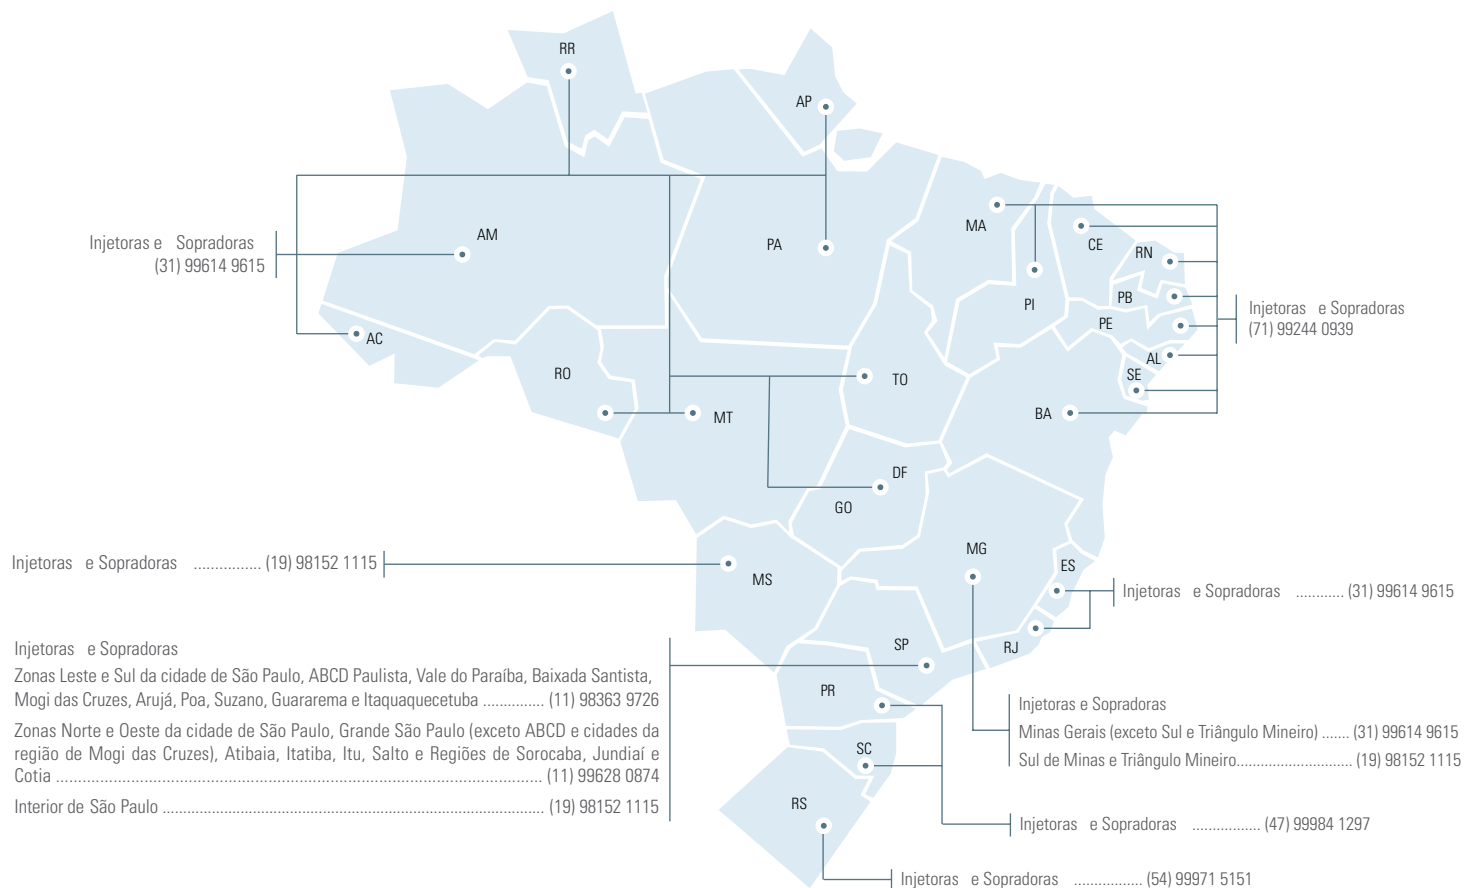 RR
AP
AM
PA
MA
CE
RN
PI
PB
PE
AL
SE
AC
RO
TO
MT
BA
DF
GO
MG
ES
MS
SP
RJ
PR
SC
RS
Injetoras e Sopradoras
(31) 99614 9615
Injetoras e Sopradoras
(71) 99244 0939
Injetoras e Sopradoras ................ (19) 98152 1115
Injetoras e Sopradoras ............ (31) 99614 9615
Injetoras e Sopradoras
Zonas Leste e Sul da cidade de São Paulo, ABCD Paulista, Vale do Paraíba, Baixada Santista,
Mogi das Cruzes, Arujá, Poa, Suzano, Guararema e Itaquaquecetuba ............... (11) 98363 9726
Zonas Norte e Oeste da cidade de São Paulo, Grande São Paulo (exceto ABCD e cidades da
região de Mogi das Cruzes), Atibaia, Itatiba, Itu, Salto e Regiões de Sorocaba, Jundiaí e
Cotia ........................................................................................................................ (11) 99628 0874
Interior de São Paulo .............................................................................................. (19) 98152 1115
Injetoras e Sopradoras
Minas Gerais (exceto Sul e Triângulo Mineiro) ....... (31) 99614 9615
Sul de Minas e Triângulo Mineiro............................ (19) 98152 1115
Injetoras e Sopradoras ................. (47) 99984 1297
Injetoras e Sopradoras ................. (54) 99971 5151